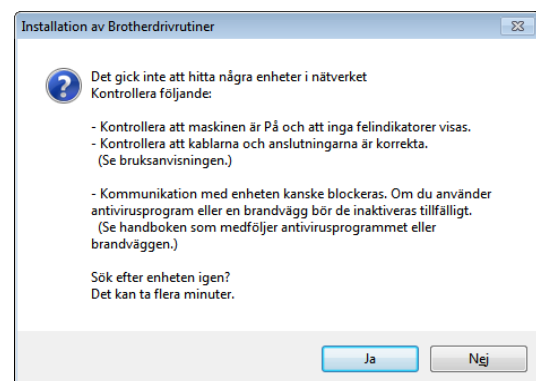 Installation av Brotherdrivrutiner
Det gick inte att hitta några enheter i nätverket
Kontrollera följande:
- Kontrollera att maskinen är På och att inga felindikatorer visas.
- Kontrollera att kablarna och anslutningarna är korrekta.
(Se bruksanvisningen.)
- Kommunikation med enheten kanske blockeras. Om du använder
antivirusprogram eller en brandvägg bör de inaktiveras tillfälligt.
(Se handboken som medföljer antivirusprogrammet eller
brandväggen.)
Sök efter enheten igen?
Det kan ta flera minuter.
Ja
Nej